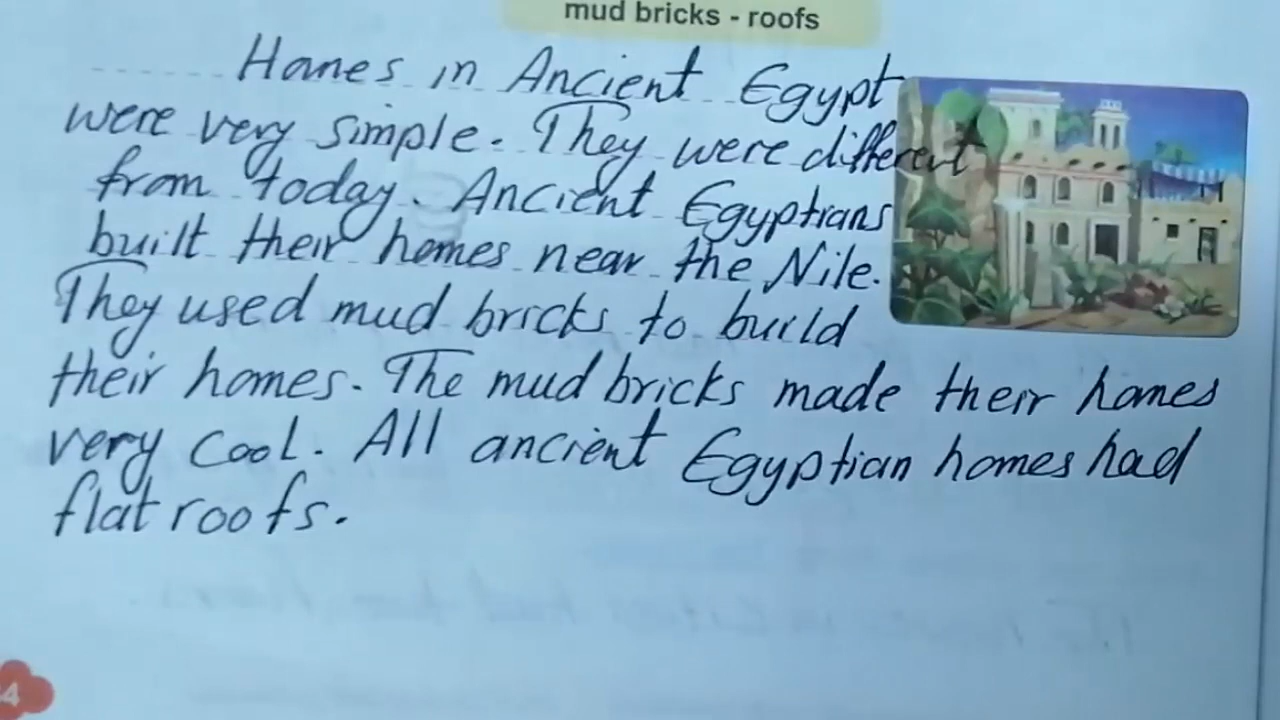 mud bricks - roofs
Homes in Ancient Egypt
were very simple. They were different
from today. Ancient Egyptians
built their homes near the Nile.
They used mud bricks to build
their homes. The mud bricks made their homes
very cool. All ancient Egyptian homes had
flat roofs.
4